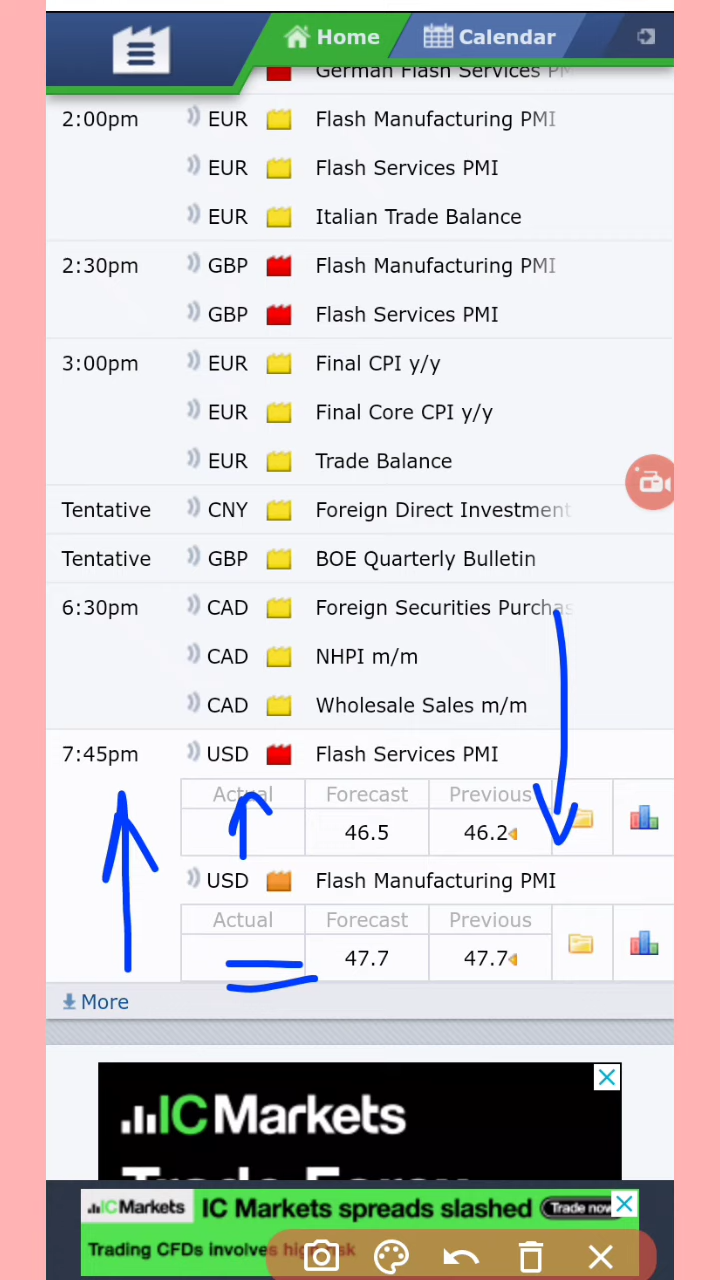 Home Calendar
German Flash Services
2:00pm EUR Flash Manufacturing PMI
EUR Flash Services PMI
EUR Italian Trade Balance
2:30pm GBP Flash Manufacturing PMI
GBP Flash Services PMI
3:00pm EUR Final CPI y/y
EUR Final Core CPI y/y
EUR Trade Balance
Tentative CNY Foreign Direct Investment
Tentative GBP BOE Quarterly Bulletin
6:30pm CAD Foreign Securities Purchas
CAD NHPI m/m
CAD Wholesale Sales m/m
7:45pm USD Flash Services PMI
Actual Forecast Previous
46.5 46.2
USD Flash Manufacturing PMI
Actual Forecast Previous
47.7 47.7
More
IC Markets
IC Markets IC Markets spreads slashed Trade now
Trading CFDs involves high risk